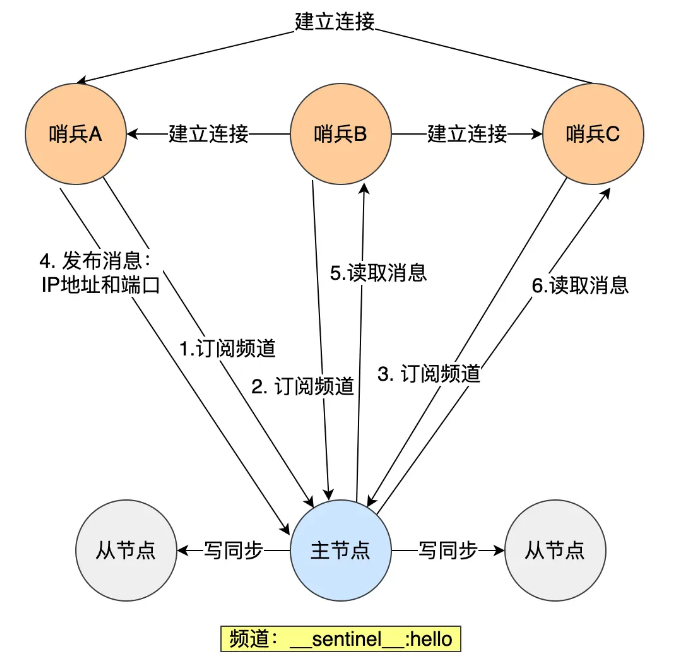 建立连接
哨兵A
建立连接
哨兵B
建立连接
哨兵C
4. 发布消息：
IP地址和端口
5.读取消息
6.读取消息
1.订阅频道
2. 订阅频道
3. 订阅频道
从节点
写同步
主节点
写同步
从节点
频道：__sentinel__:hello